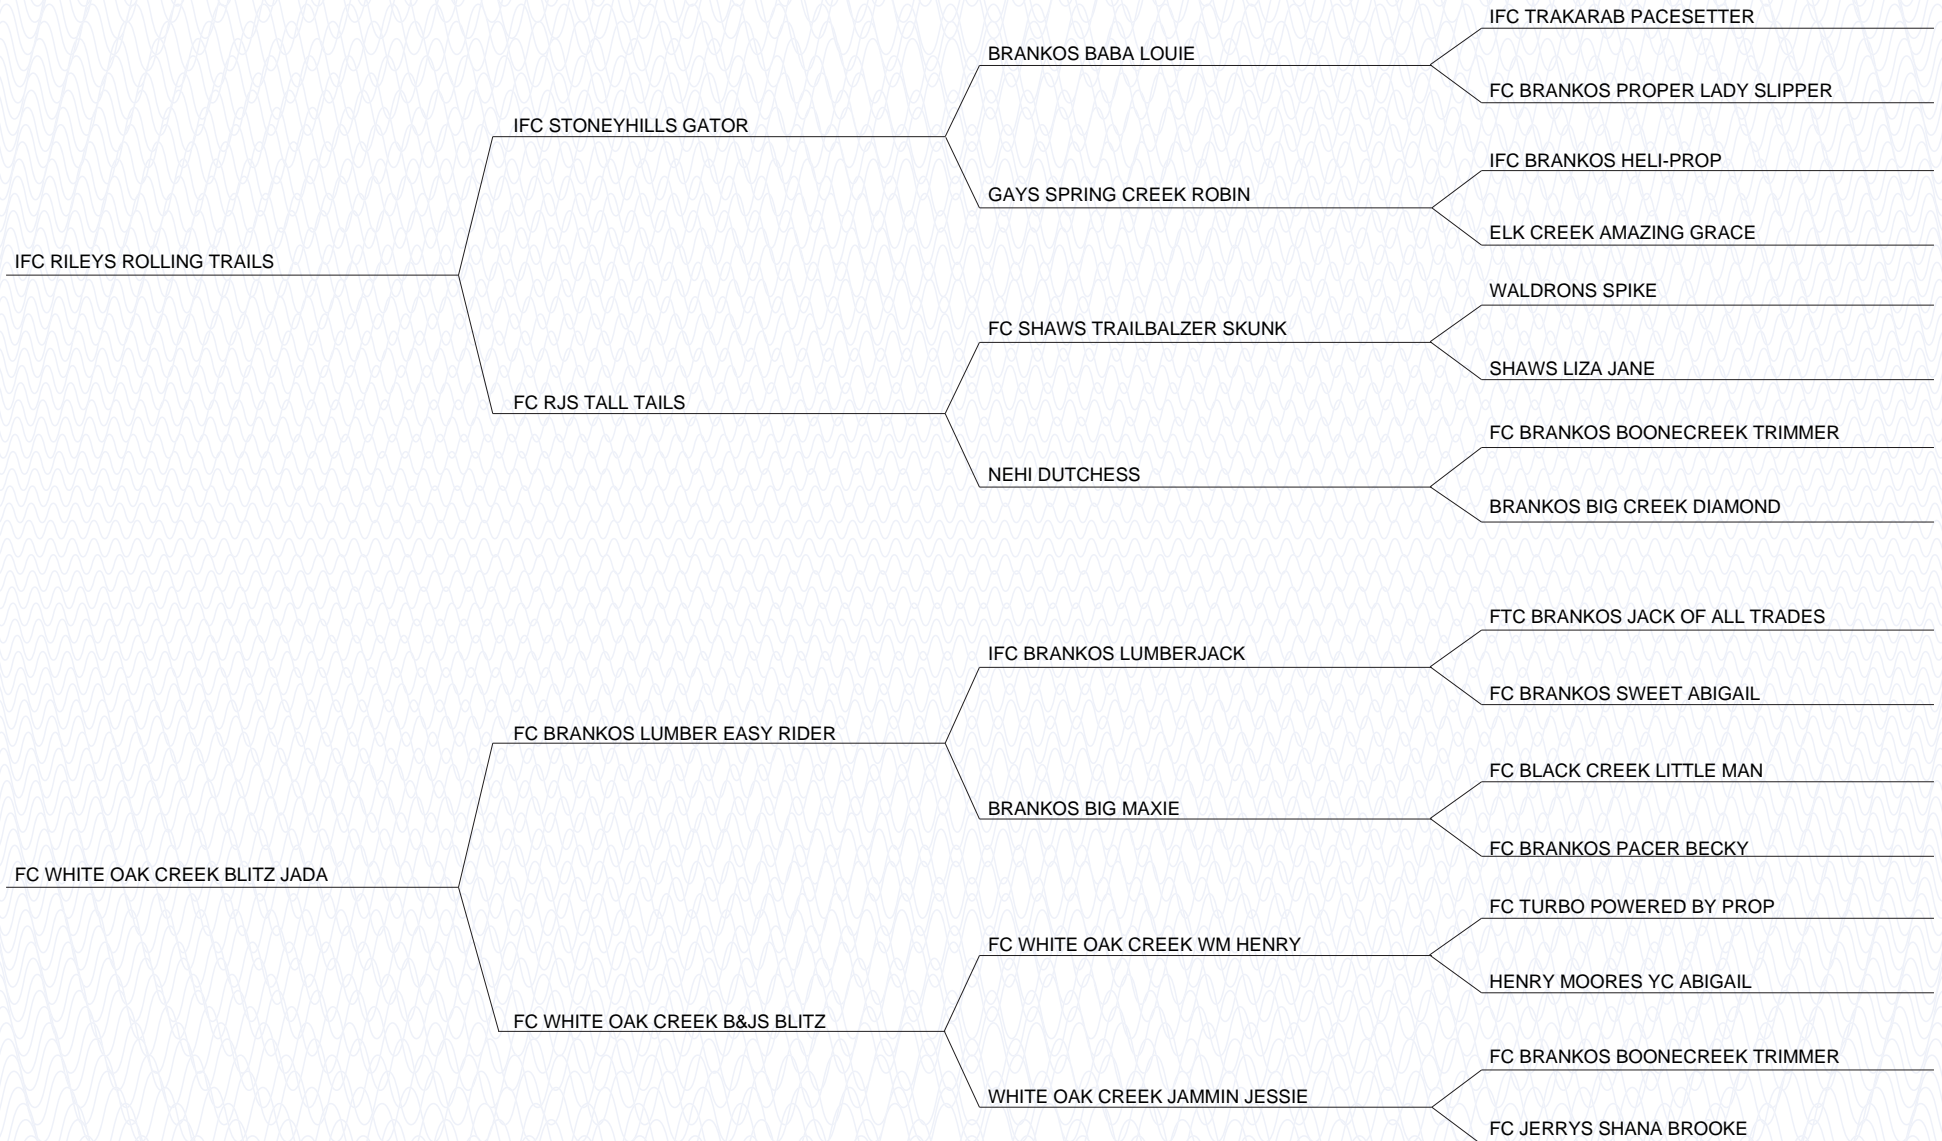 IFC TRAKARAB PACESETTER
BRANKOS BABA LOUIE
FC BRANKOS PROPER LADY SLIPPER
IFC STONEYHILLS GATOR
IFC BRANKOS HELI-PROP
GAYS SPRING CREEK ROBIN
ELK CREEK AMAZING GRACE
IFC RILEYS ROLLING TRAILS
WALDRONS SPIKE
FC SHAWS TRAILBALZER SKUNK
SHAWS LIZA JANE
FC RJS TALL TAILS
FC BRANKOS BOONECREEK TRIMMER
NEHI DUTCHESS
BRANKOS BIG CREEK DIAMOND
FTC BRANKOS JACK OF ALL TRADES
IFC BRANKOS LUMBERJACK
FC BRANKOS SWEET ABIGAIL
FC BRANKOS LUMBER EASY RIDER
FC BLACK CREEK LITTLE MAN
BRANKOS BIG MAXIE
FC BRANKOS PACER BECKY
FC WHITE OAK CREEK BLITZ JADA
FC TURBO POWERED BY PROP
FC WHITE OAK CREEK WM HENRY
HENRY MOORES YC ABIGAIL
FC WHITE OAK CREEK B&JS BLITZ
FC BRANKOS BOONECREEK TRIMMER
WHITE OAK CREEK JAMMIN JESSIE
FC JERRYS SHANA BROOKE